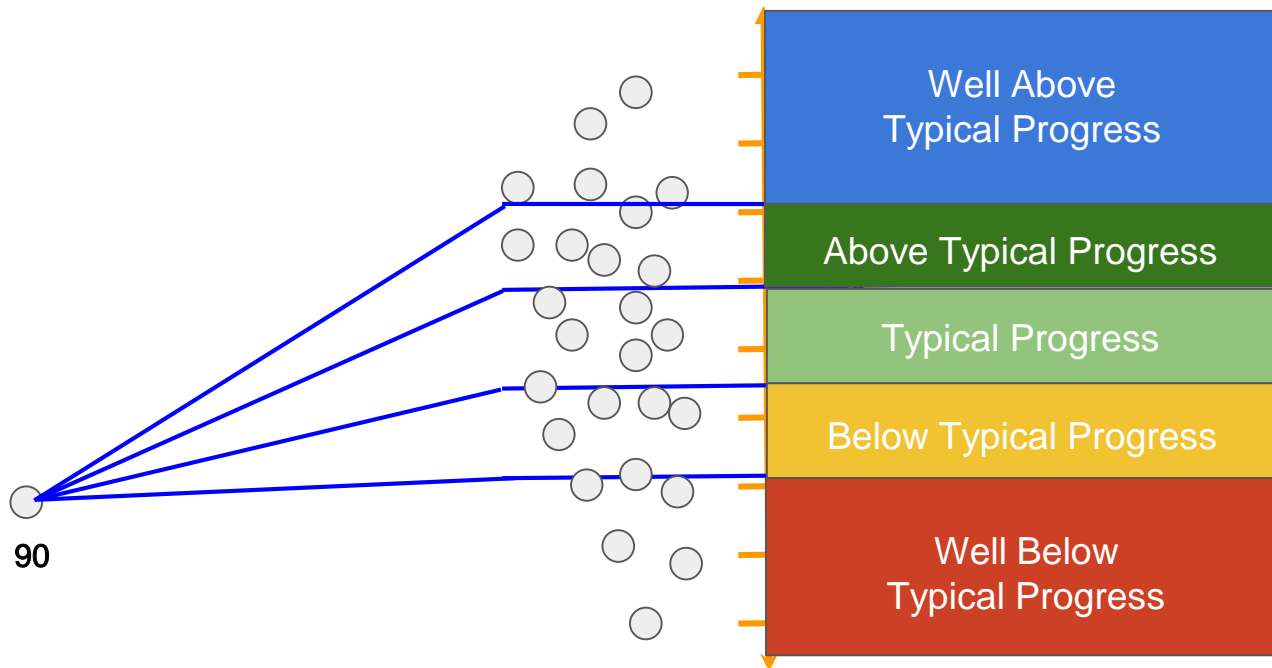 Well Above
Typical Progress
Above Typical Progress
Typical Progress
Below Typical Progress
Well Below
Typical Progress
90